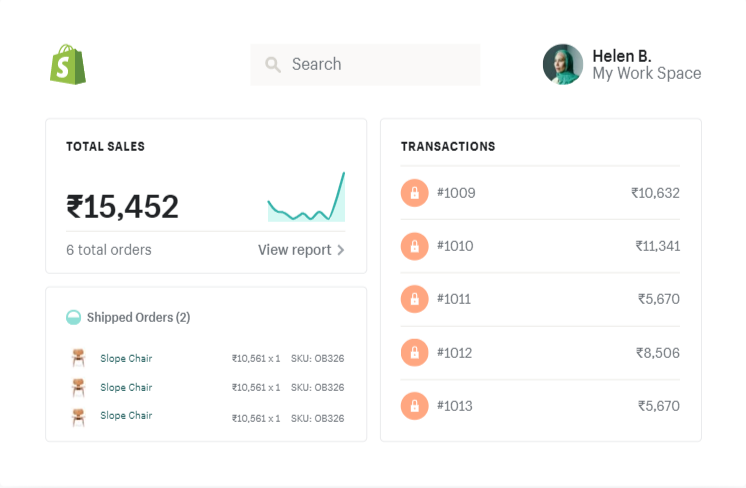 Search
Helen B.
My Work Space
TOTAL SALES
₹15,452
6 total orders View report
Shipped Orders (2)
Slope Chair ₹10,561 x 1 SKU: OB326
Slope Chair ₹10,561 x 1 SKU: OB326
Slope Chair ₹10,561 x 1 SKU: OB326
TRANSACTIONS
#1009 ₹10,632
#1010 ₹11,341
#1011 ₹5,670
#1012 ₹8,506
#1013 ₹5,670